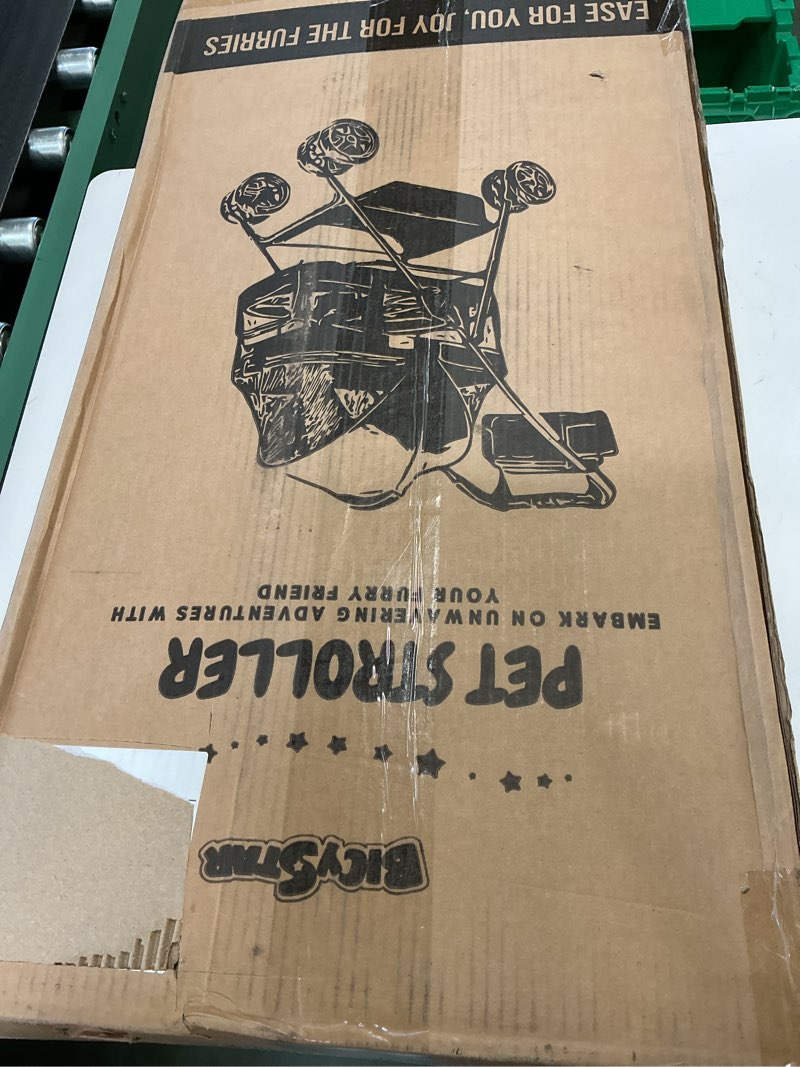 BICYSTAR
PET STROLLER
EMBARK ON UNWAVERING ADVENTURES WITH
YOUR FURRY FRIEND
EASE FOR YOU, JOY FOR THE FURRIES